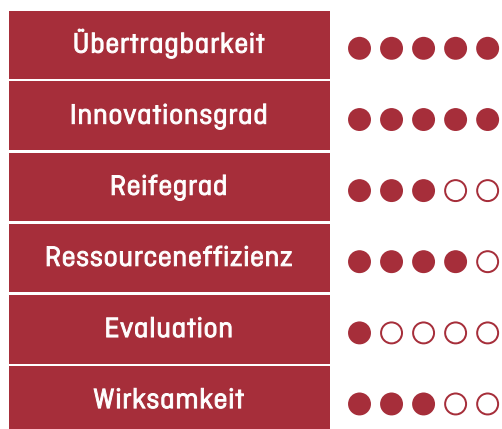 Übertragbarkeit
Innovationsgrad
Reifegrad
Ressourceneffizienz
Evaluation
Wirksamkeit